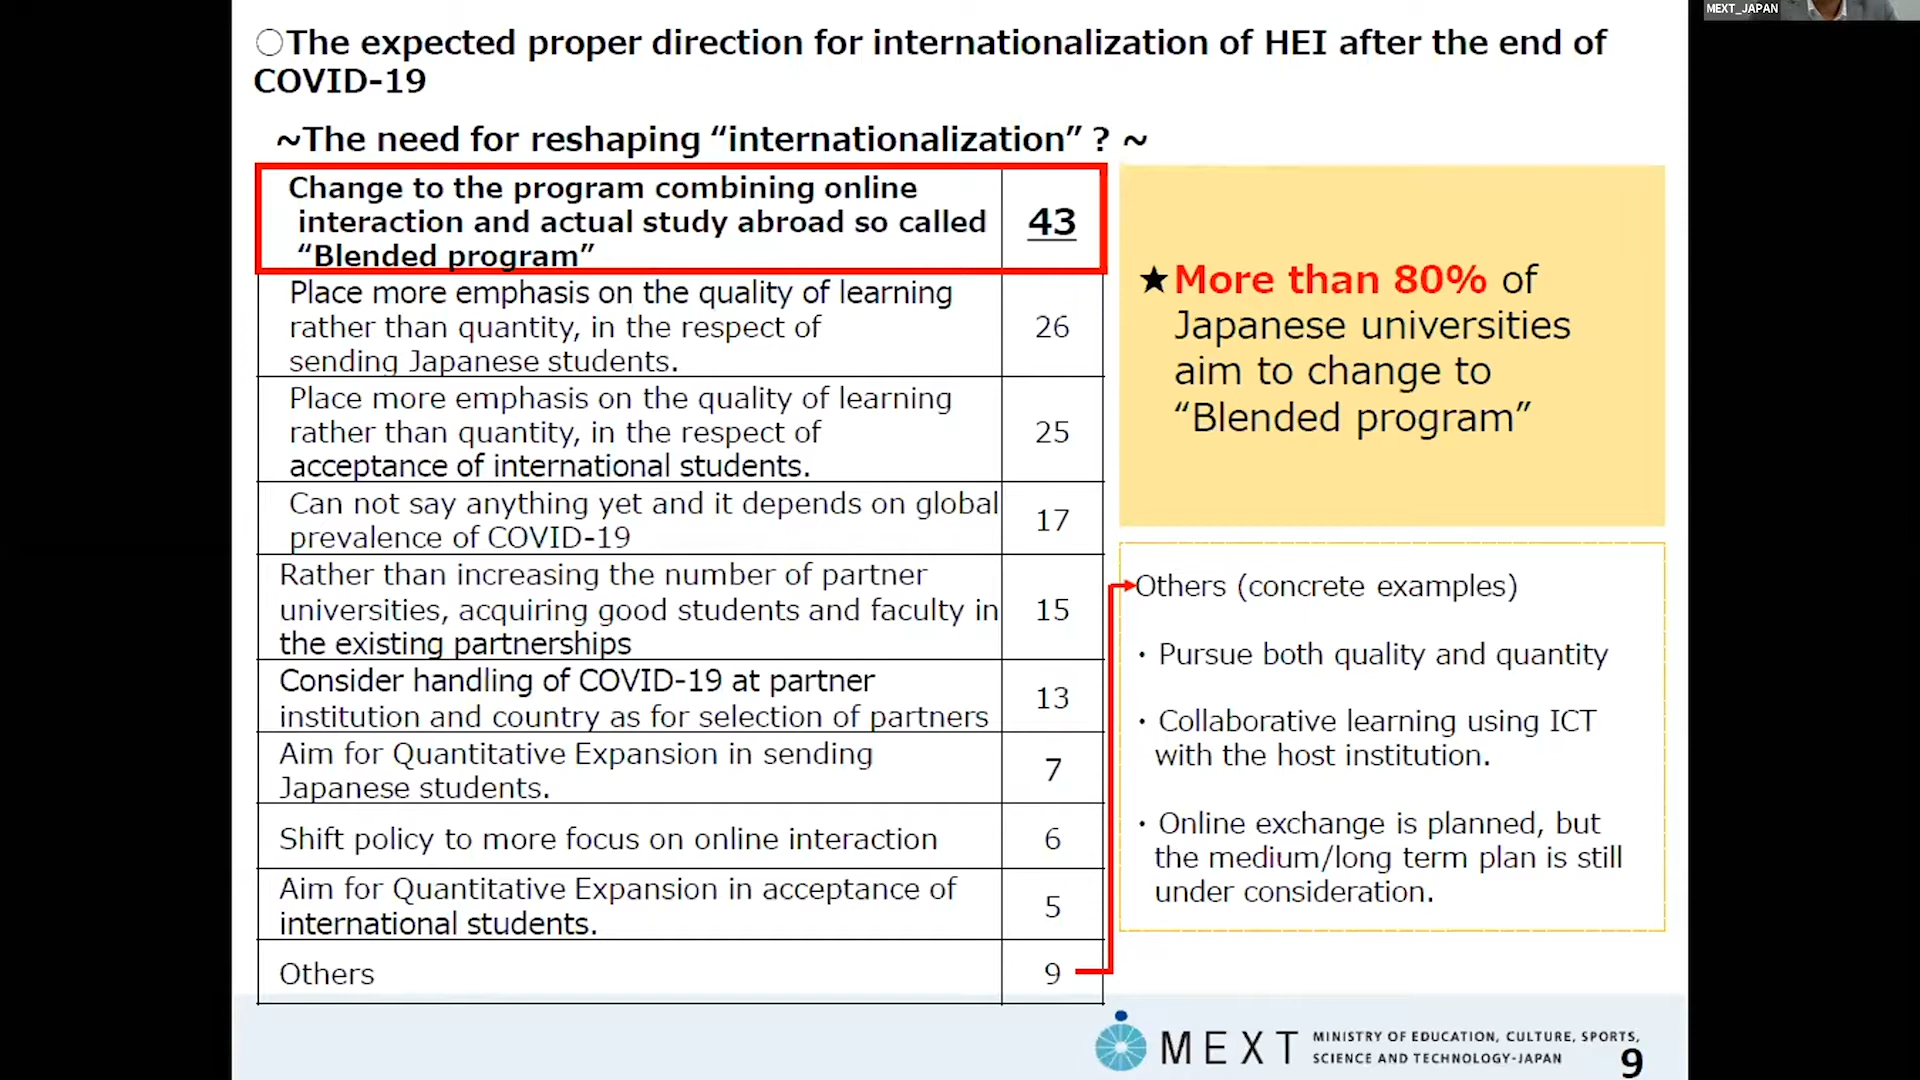 MEXT_JAPAN
○The expected proper direction for internationalization of HEI after the end of
COVID-19
~The need for reshaping “internationalization” ? ~
Change to the program combining online
interaction and actual study abroad so called
“Blended program”
43
Place more emphasis on the quality of learning
rather than quantity, in the respect of
sending Japanese students.
26
Place more emphasis on the quality of learning
rather than quantity, in the respect of
acceptance of international students.
25
Can not say anything yet and it depends on global
prevalence of COVID-19
17
Rather than increasing the number of partner
universities, acquiring good students and faculty in
the existing partnerships
15
Consider handling of COVID-19 at partner
institution and country as for selection of partners
13
Aim for Quantitative Expansion in sending
Japanese students.
7
Shift policy to more focus on online interaction
6
Aim for Quantitative Expansion in acceptance of
international students.
5
Others
9
★More than 80% of
Japanese universities
aim to change to
“Blended program”
Others (concrete examples)
・Pursue both quality and quantity
・Collaborative learning using ICT
with the host institution.
・Online exchange is planned, but
the medium/long term plan is still
under consideration.
MEXT
MINISTRY OF EDUCATION, CULTURE, SPORTS,
SCIENCE AND TECHNOLOGY-JAPAN
9